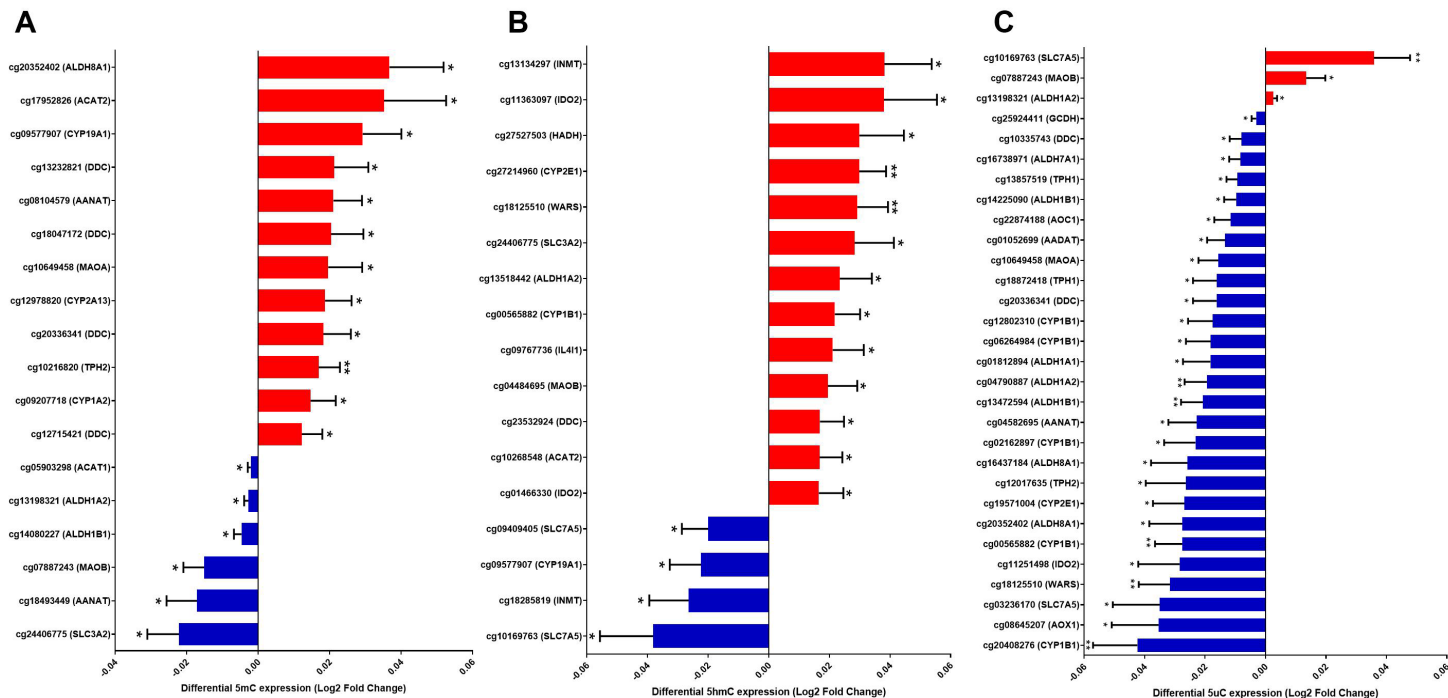 A
cg20352402 (ALDH8A1)
cg17952826 (ACAT2)
cg09577907 (CYP19A1)
cg13232821 (DDC)
cg08104579 (AANAT)
cg18047172 (DDC)
cg10649458 (MAOA)
cg12978820 (CYP2A13)
cg20336341 (DDC)
cg10216820 (TPH2)
cg09207718 (CYP1A2)
cg12715421 (DDC)
cg05903298 (ACAT1)
cg13198321 (ALDH1A2)
cg14080227 (ALDH1B1)
cg07887243 (MAOB)
cg18493449 (AANAT)
cg24406775 (SLC3A2)
* * * * * * * * * ** * * * * * * * *
-0.04 -0.02 0.00 0.02 0.04 0.06
Differential 5mC expression (Log2 Fold Change)
B
cg13134297 (INMT)
cg11363097 (IDO2)
cg27527503 (HADH)
cg27214960 (CYP2E1)
cg18125510 (WARS)
cg24406775 (SLC3A2)
cg13518442 (ALDH1A2)
cg00565882 (CYP1B1)
cg09767736 (IL4I1)
cg04484695 (MAOB)
cg23532924 (DDC)
cg10268548 (ACAT2)
cg01466330 (IDO2)
cg09409405 (SLC7A5)
cg09577907 (CYP19A1)
cg18285819 (INMT)
cg10169763 (SLC7A5)
* * * ** ** * * * * * * * * * * * *
-0.06 -0.04 -0.02 0.00 0.02 0.04 0.06
Differential 5hmC expression (Log2 Fold Change)
C
cg10169763 (SLC7A5)
cg07887243 (MAOB)
cg13198321 (ALDH1A2)
cg25924411 (GCDH)
cg10335743 (DDC)
cg16738971 (ALDH7A1)
cg13857519 (TPH1)
cg14225090 (ALDH1B1)
cg22874188 (AOC1)
cg01052699 (AADAT)
cg10649458 (MAOA)
cg18872418 (TPH1)
cg20336341 (DDC)
cg12802310 (CYP1B1)
cg06264984 (CYP1B1)
cg01812894 (ALDH1A1)
cg04790887 (ALDH1A2)
cg13472594 (ALDH1B1)
cg04582695 (AANAT)
cg02162897 (CYP1B1)
cg16437184 (ALDH8A1)
cg12017635 (TPH2)
cg19571004 (CYP2E1)
cg20352402 (ALDH8A1)
cg00565882 (CYP1B1)
cg11251498 (IDO2)
cg18125510 (WARS)
cg03236170 (SLC7A5)
cg08645207 (AOX1)
cg20408276 (CYP1B1)
** * * * * * * * * * * * * * * * ** ** * * * * * * ** * ** * * **
-0.06 -0.04 -0.02 0.00 0.02 0.04 0.06
Differential 5uC expression (Log2 Fold Change)